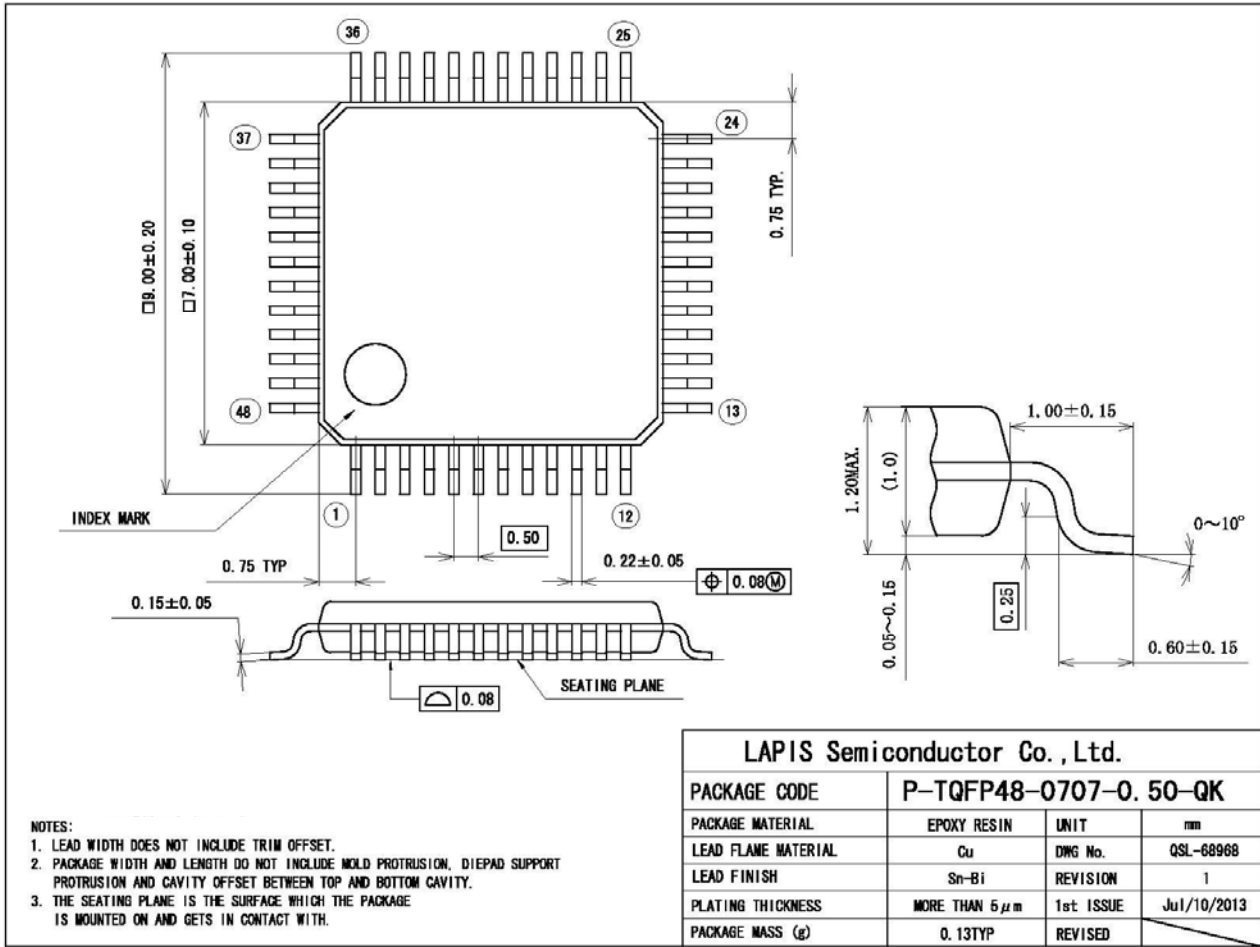 36
25
37
24
□9.00±0.20
□7.00±0.10
0.75 TYP.
48
13
INDEX MARK
1
12
0.50
0.75 TYP
0.22±0.05
⌖ 0.08Ⓜ
0.15±0.05
SEATING PLANE
⌓ 0.08
1.20MAX.
(1.0)
1.00±0.15
0~10°
0.05~0.15
0.25
0.60±0.15
NOTES:
1. LEAD WIDTH DOES NOT INCLUDE TRIM OFFSET.
2. PACKAGE WIDTH AND LENGTH DO NOT INCLUDE MOLD PROTRUSION, DIEPAD SUPPORT
PROTRUSION AND CAVITY OFFSET BETWEEN TOP AND BOTTOM CAVITY.
3. THE SEATING PLANE IS THE SURFACE WHICH THE PACKAGE
IS MOUNTED ON AND GETS IN CONTACT WITH.
LAPIS Semiconductor Co.,Ltd.
PACKAGE CODE P-TQFP48-0707-0.50-QK
PACKAGE MATERIAL EPOXY RESIN UNIT mm
LEAD FLAME MATERIAL Cu DWG No. QSL-68968
LEAD FINISH Sn-Bi REVISION 1
PLATING THICKNESS MORE THAN 5μm 1st ISSUE Jul/10/2013
PACKAGE MASS (g) 0.13TYP REVISED